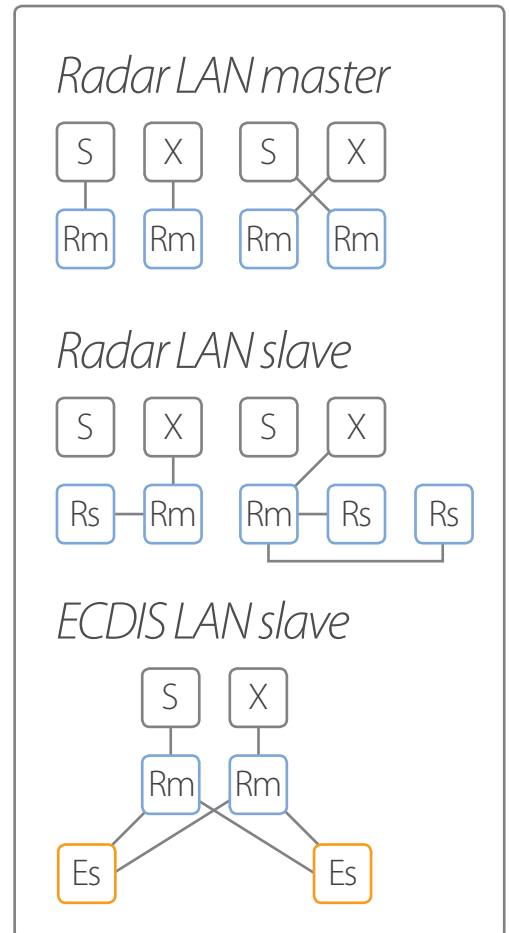 Radar LAN master
S X S X
Rm Rm Rm Rm
Radar LAN slave
S X S X
Rs Rm Rm Rs Rs
ECDIS LAN slave
S X
Rm Rm
Es Es